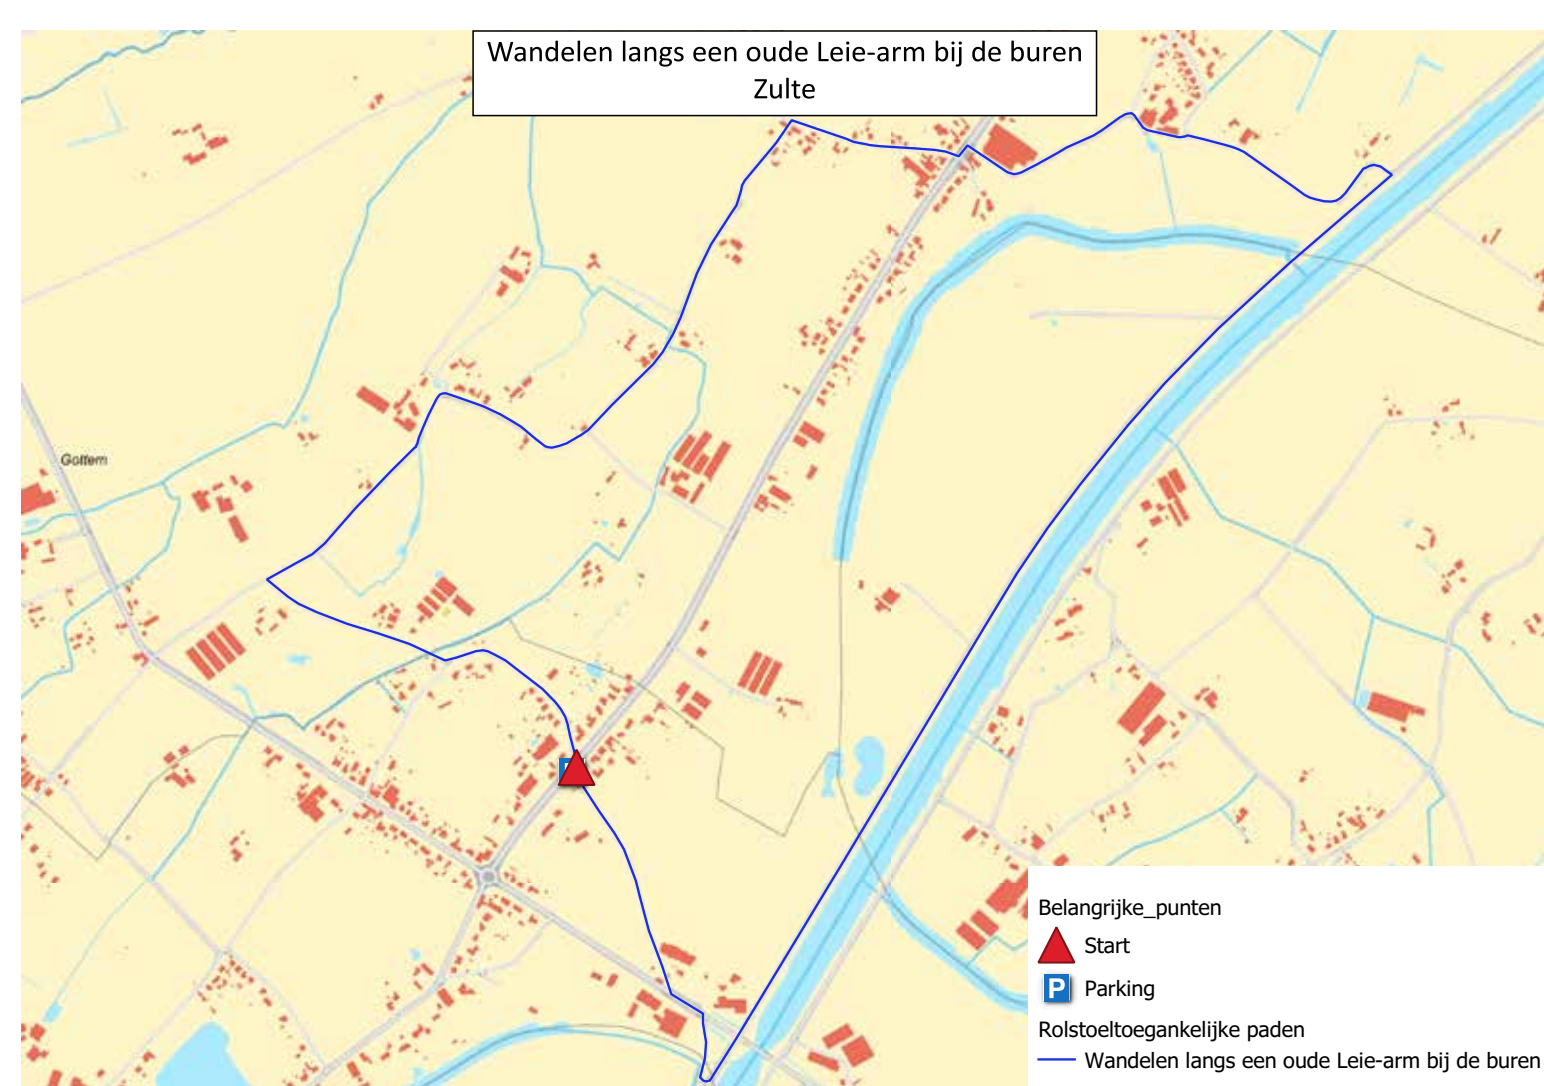 Wandelen langs een oude Leie-arm bij de buren
Zulte
Gottem
Belangrijke_punten
Start
P Parking
Rolstoeltoegankelijke paden
Wandelen langs een oude Leie-arm bij de buren